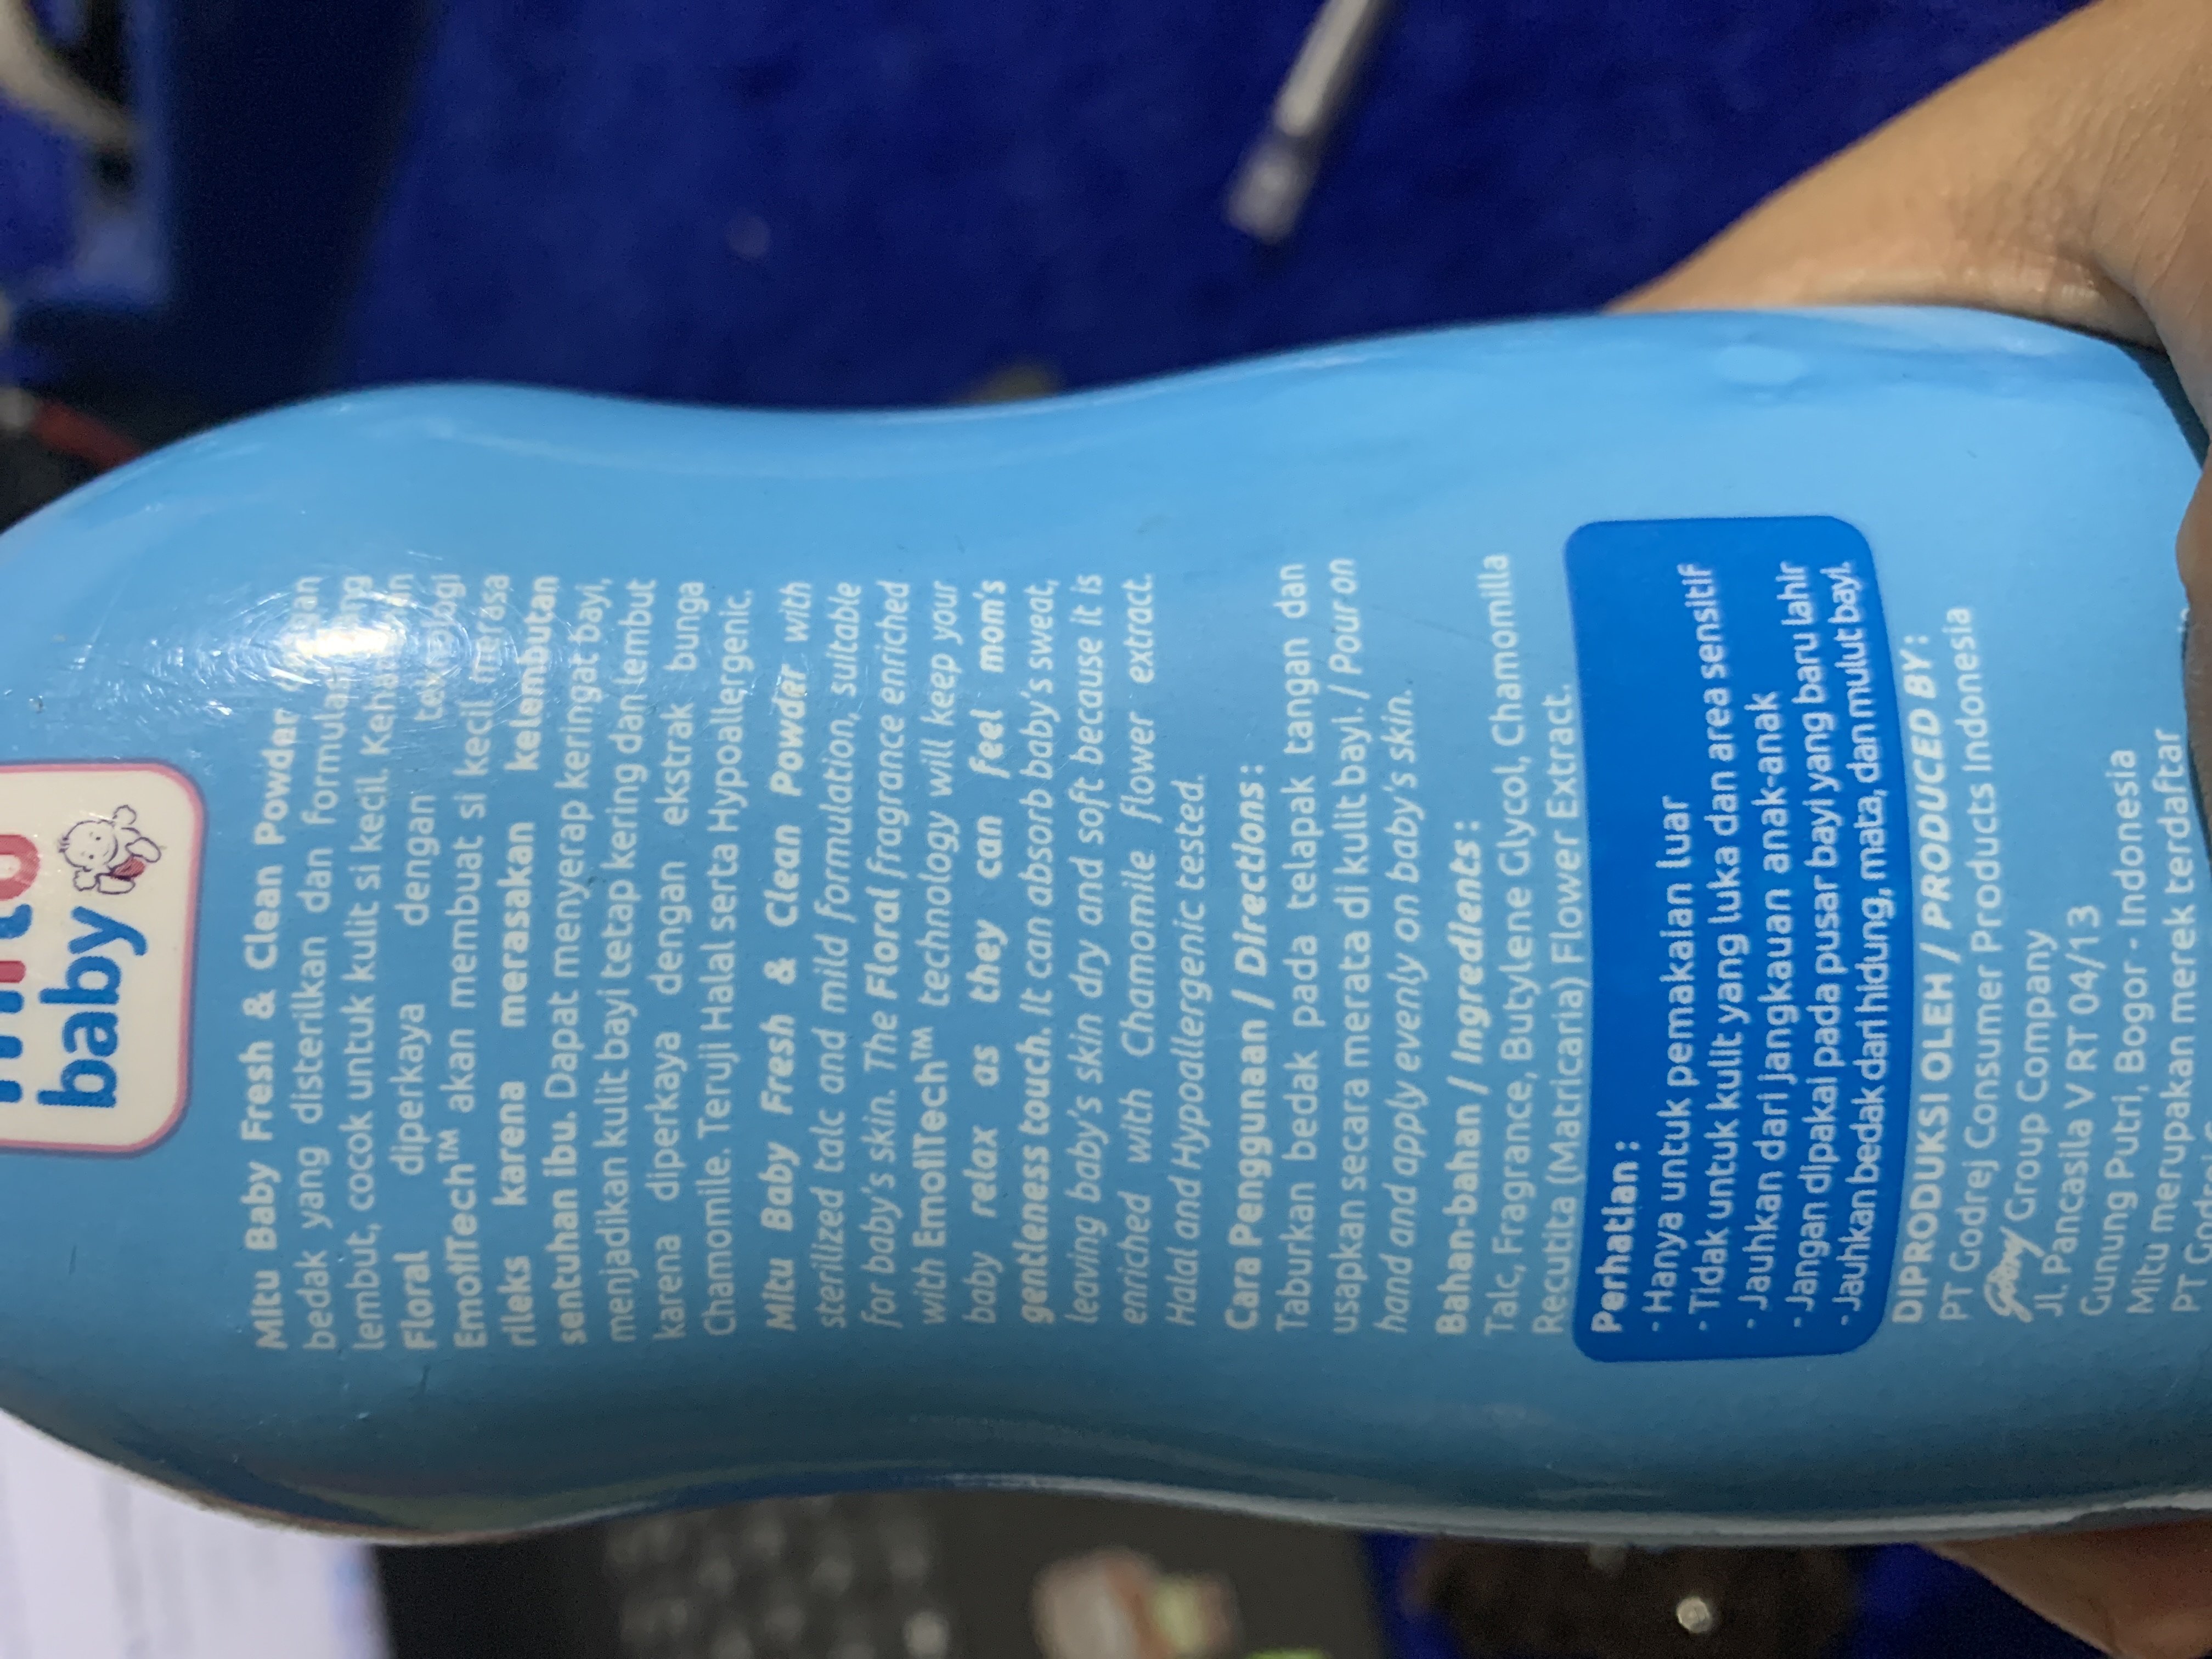 baby
Mitu Baby Fresh & Clean Powder dengan
bedak yang disterilkan dan formulasi yang
lembut, cocok untuk kulit si kecil. Keharuman
Floral diperkaya dengan teknologi
EmotiTech™ akan membuat si kecil merasa
rileks karena merasakan kelembutan
sentuhan ibu. Dapat menyerap keringat bayi,
menjadikan kulit bayi tetap kering dan lembut
karena diperkaya dengan ekstrak bunga
Chamomile. Teruji Halal serta Hypoallergenic.
Mitu Baby Fresh & Clean Powder with
sterilized talc and mild formulation, suitable
for baby's skin. The Floral fragrance enriched
with EmotiTech™ technology will keep your
baby relax as they can feel mom's
gentleness touch. It can absorb baby's sweat,
leaving baby's skin dry and soft because it is
enriched with Chamomile flower extract.
Halal and Hypoallergenic tested.
Cara Penggunaan / Directions :
Taburkan bedak pada telapak tangan dan
usapkan secara merata di kulit bayi. / Pour on
hand and apply evenly on baby's skin.
Bahan-bahan / Ingredients :
Talc, Fragrance, Butylene Glycol, Chamomilla
Recutita (Matricaria) Flower Extract.
Perhatian :
- Hanya untuk pemakaian luar
- Tidak untuk kulit yang luka dan area sensitif
- Jauhkan dari jangkauan anak-anak
- Jangan dipakai pada pusar bayi yang baru lahir
- Jauhkan bedak dari hidung, mata, dan mulut bayi.
DIPRODUKSI OLEH / PRODUCED BY :
PT Godrej Consumer Products Indonesia
Godrej Group Company
Jl. Pancasila V RT 04/13
Gunung Putri, Bogor - Indonesia
Mitu merupakan merek terdaftar
PT Godrej